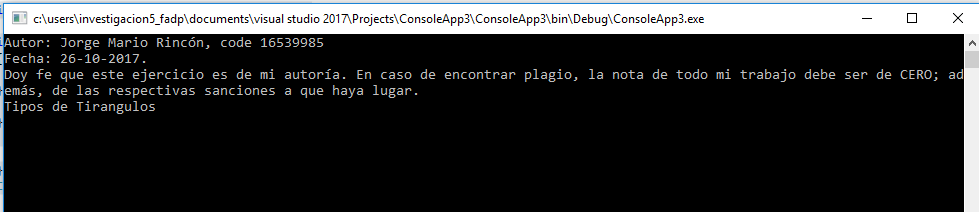 c:\users\investigacion5_fadp\documents\visual studio 2017\Projects\ConsoleApp3\ConsoleApp3\bin\Debug\ConsoleApp3.exe
Autor: Jorge Mario Rincón, code 16539985
Fecha: 26-10-2017.
Doy fe que este ejercicio es de mi autoría. En caso de encontrar plagio, la nota de todo mi trabajo debe ser de CERO; ad
emás, de las respectivas sanciones a que haya lugar.
Tipos de Tirangulos